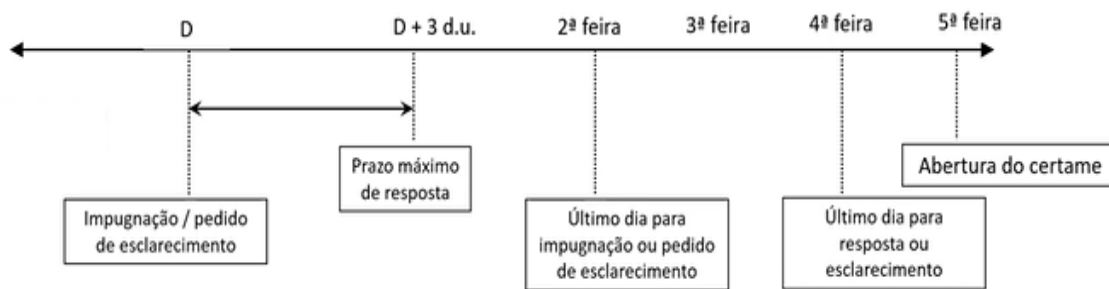 D
D + 3 d.u.
2ª feira
3ª feira
4ª feira
5ª feira
Impugnação / pedido
de esclarecimento
Prazo máximo
de resposta
Último dia para
impugnação ou pedido
de esclarecimento
Último dia para
resposta ou
esclarecimento
Abertura do certame